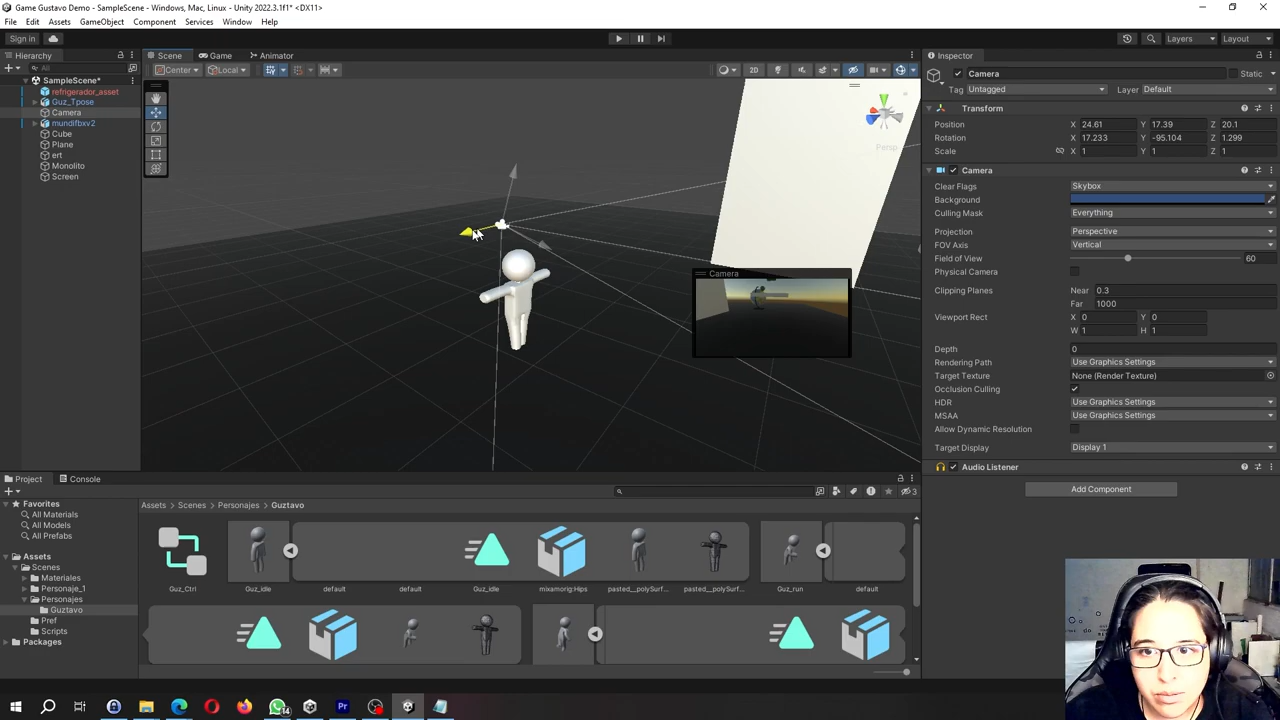 Game Gustavo Demo - SampleScene - Windows, Mac, Linux - Unity 2022.3.1f1* <DX11>
File Edit Assets GameObject Component Services Window Help
Sign in
Layers Layout
Hierarchy
All
SampleScene*
refrigerador_asset
Guz_Tpose
Camera
mundifbxv2
Cube
Plane
ert
Monolito
Screen
Scene Game Animator
Center Local
2D
Persp
Camera
Inspector
Camera Static
Tag Untagged Layer Default
Transform
Position X 24.61 Y 17.39 Z 20.1
Rotation X 17.233 Y -95.104 Z 1.299
Scale X 1 Y 1 Z 1
Camera
Clear Flags Skybox
Background
Culling Mask Everything
Projection Perspective
FOV Axis Vertical
Field of View 60
Physical Camera
Clipping Planes Near 0.3
Far 1000
Viewport Rect X 0 Y 0
W 1 H 1
Depth 0
Rendering Path Use Graphics Settings
Target Texture None (Render Texture)
Occlusion Culling
HDR Use Graphics Settings
MSAA Use Graphics Settings
Allow Dynamic Resolution
Target Display Display 1
Audio Listener
Add Component
Project Console
3
Favorites
All Materials
All Models
All Prefabs
Assets
Scenes
Materiales
Personaje_1
Personajes
Guztavo
Pref
Scripts
Packages
Assets > Scenes > Personajes > Guztavo
Guz_Ctrl Guz_idle default default Guz_idle mixamorig:Hips pasted__polySurf... pasted__polySurf... Guz_run default